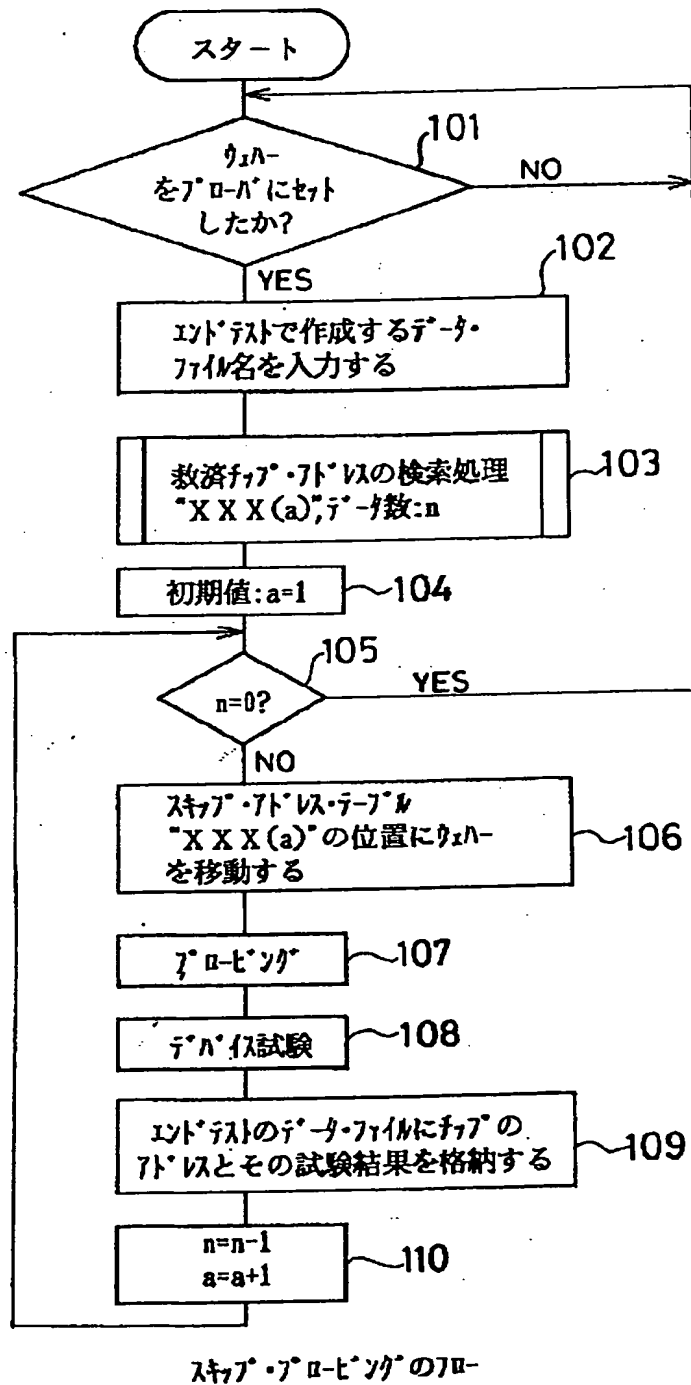 スタート
101
ウェハー
をプローバにセット
したか?
NO
YES
102
エンドテストで作成するデータ・
ファイル名を入力する
救済チップ・アドレスの検索処理
"XXX(a)",データ数:n
103
初期値:a=1
104
105
n=0?
YES
NO
スキップ・アドレス・テーブル
"XXX(a)"の位置にウェハー
を移動する
106
プロービング
107
デバイス試験
108
エンドテストのデータ・ファイルにチップの
アドレスとその試験結果を格納する
109
n=n-1
a=a+1
110
スキップ・プロービングのフロー